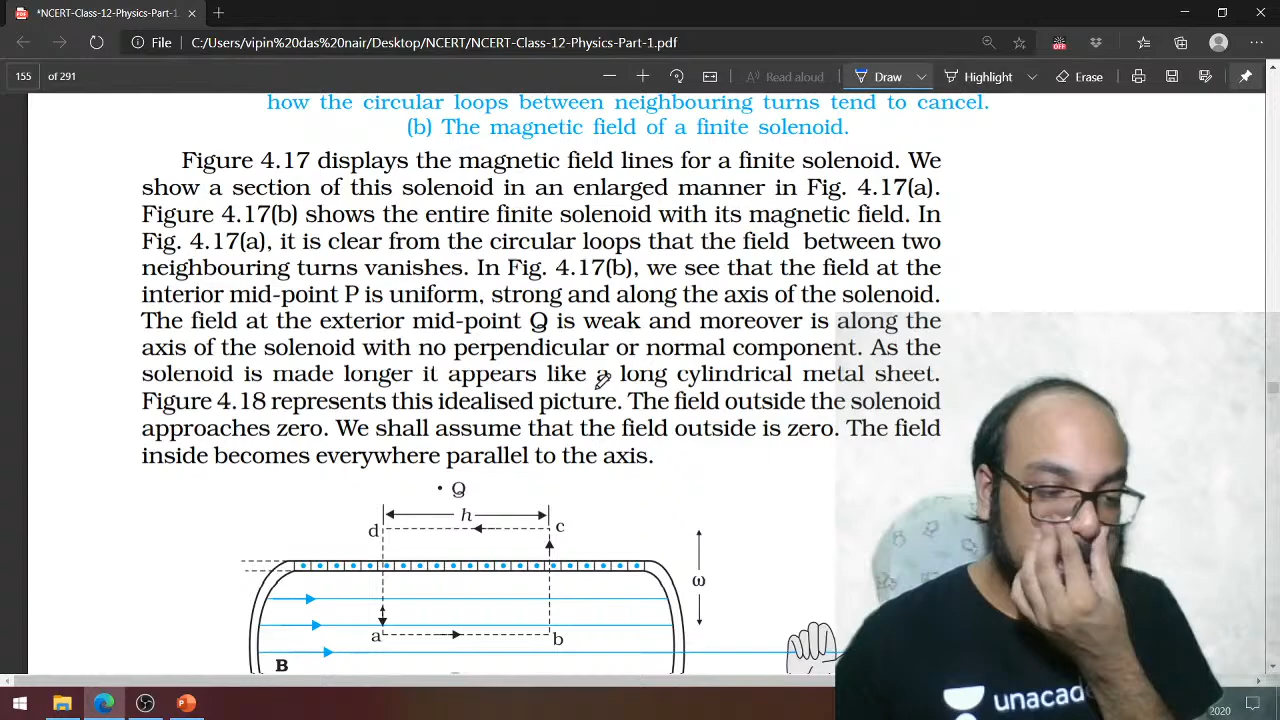 *NCERT-Class-12-Physics-Part-1.
File
C:/Users/vipin%20das%20nair/Desktop/NCERT/NCERT-Class-12-Physics-Part-1.pdf
155 of 291
Read aloud
Draw
Highlight
Erase
how the circular loops between neighbouring turns tend to cancel.
(b) The magnetic field of a finite solenoid.
Figure 4.17 displays the magnetic field lines for a finite solenoid. We
show a section of this solenoid in an enlarged manner in Fig. 4.17(a).
Figure 4.17(b) shows the entire finite solenoid with its magnetic field. In
Fig. 4.17(a), it is clear from the circular loops that the field between two
neighbouring turns vanishes. In Fig. 4.17(b), we see that the field at the
interior mid-point P is uniform, strong and along the axis of the solenoid.
The field at the exterior mid-point Q is weak and moreover is along the
axis of the solenoid with no perpendicular or normal component. As the
solenoid is made longer it appears like a long cylindrical metal sheet.
Figure 4.18 represents this idealised picture. The field outside the solenoid
approaches zero. We shall assume that the field outside is zero. The field
inside becomes everywhere parallel to the axis.
Q
h
d
c
ω
a
b
B
unacade
2020